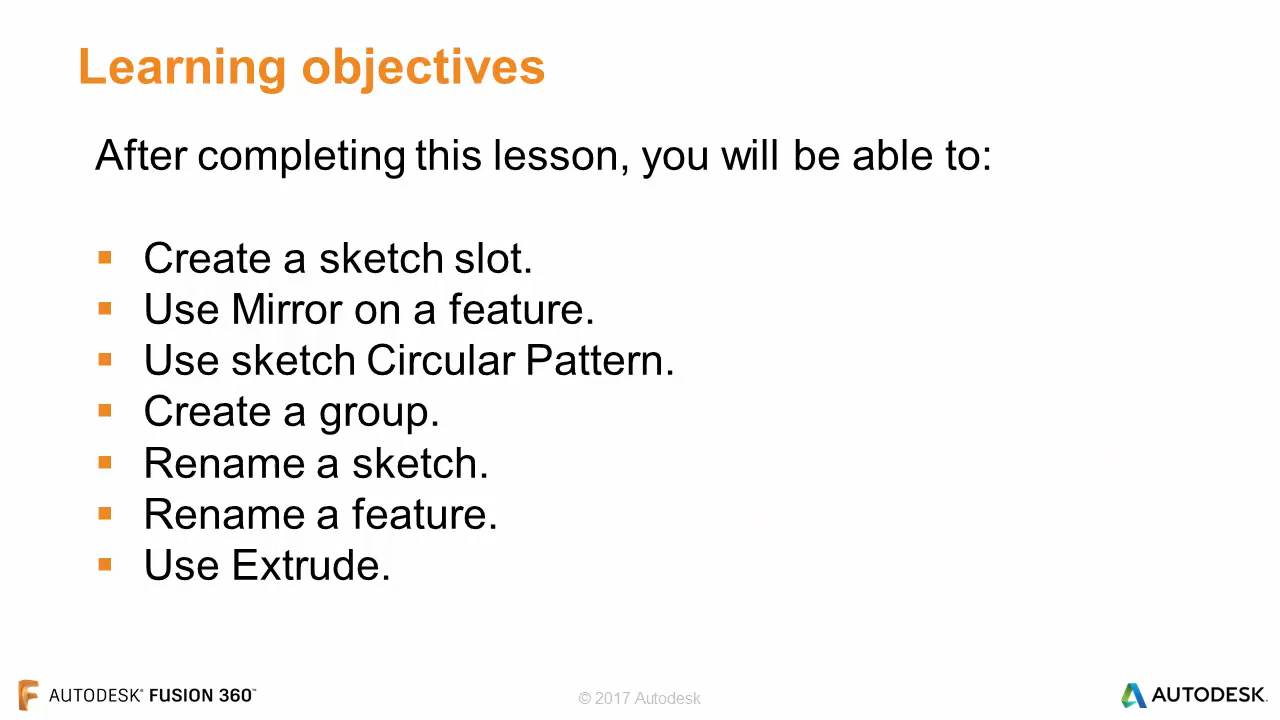 Learning objectives
After completing this lesson, you will be able to:
Create a sketch slot.
Use Mirror on a feature.
Use sketch Circular Pattern.
Create a group.
Rename a sketch.
Rename a feature.
Use Extrude.
AUTODESK® FUSION 360™
© 2017 Autodesk
AUTODESK.